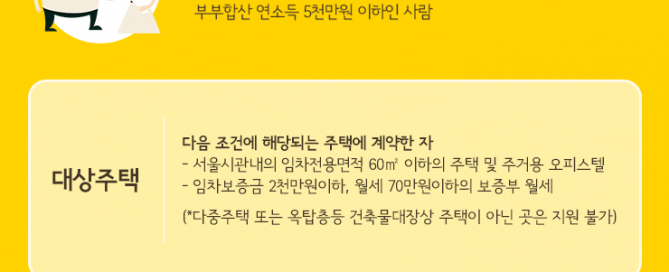 부부합산 연소득 5천만원 이하인 사람
대상주택
다음 조건에 해당되는 주택에 계약한 자
- 서울시관내의 임차전용면적 60㎡ 이하의 주택 및 주거용 오피스텔
- 임차보증금 2천만원이하, 월세 70만원이하의 보증부 월세
(*다중주택 또는 옥탑층등 건축물대장상 주택이 아닌 곳은 지원 불가)